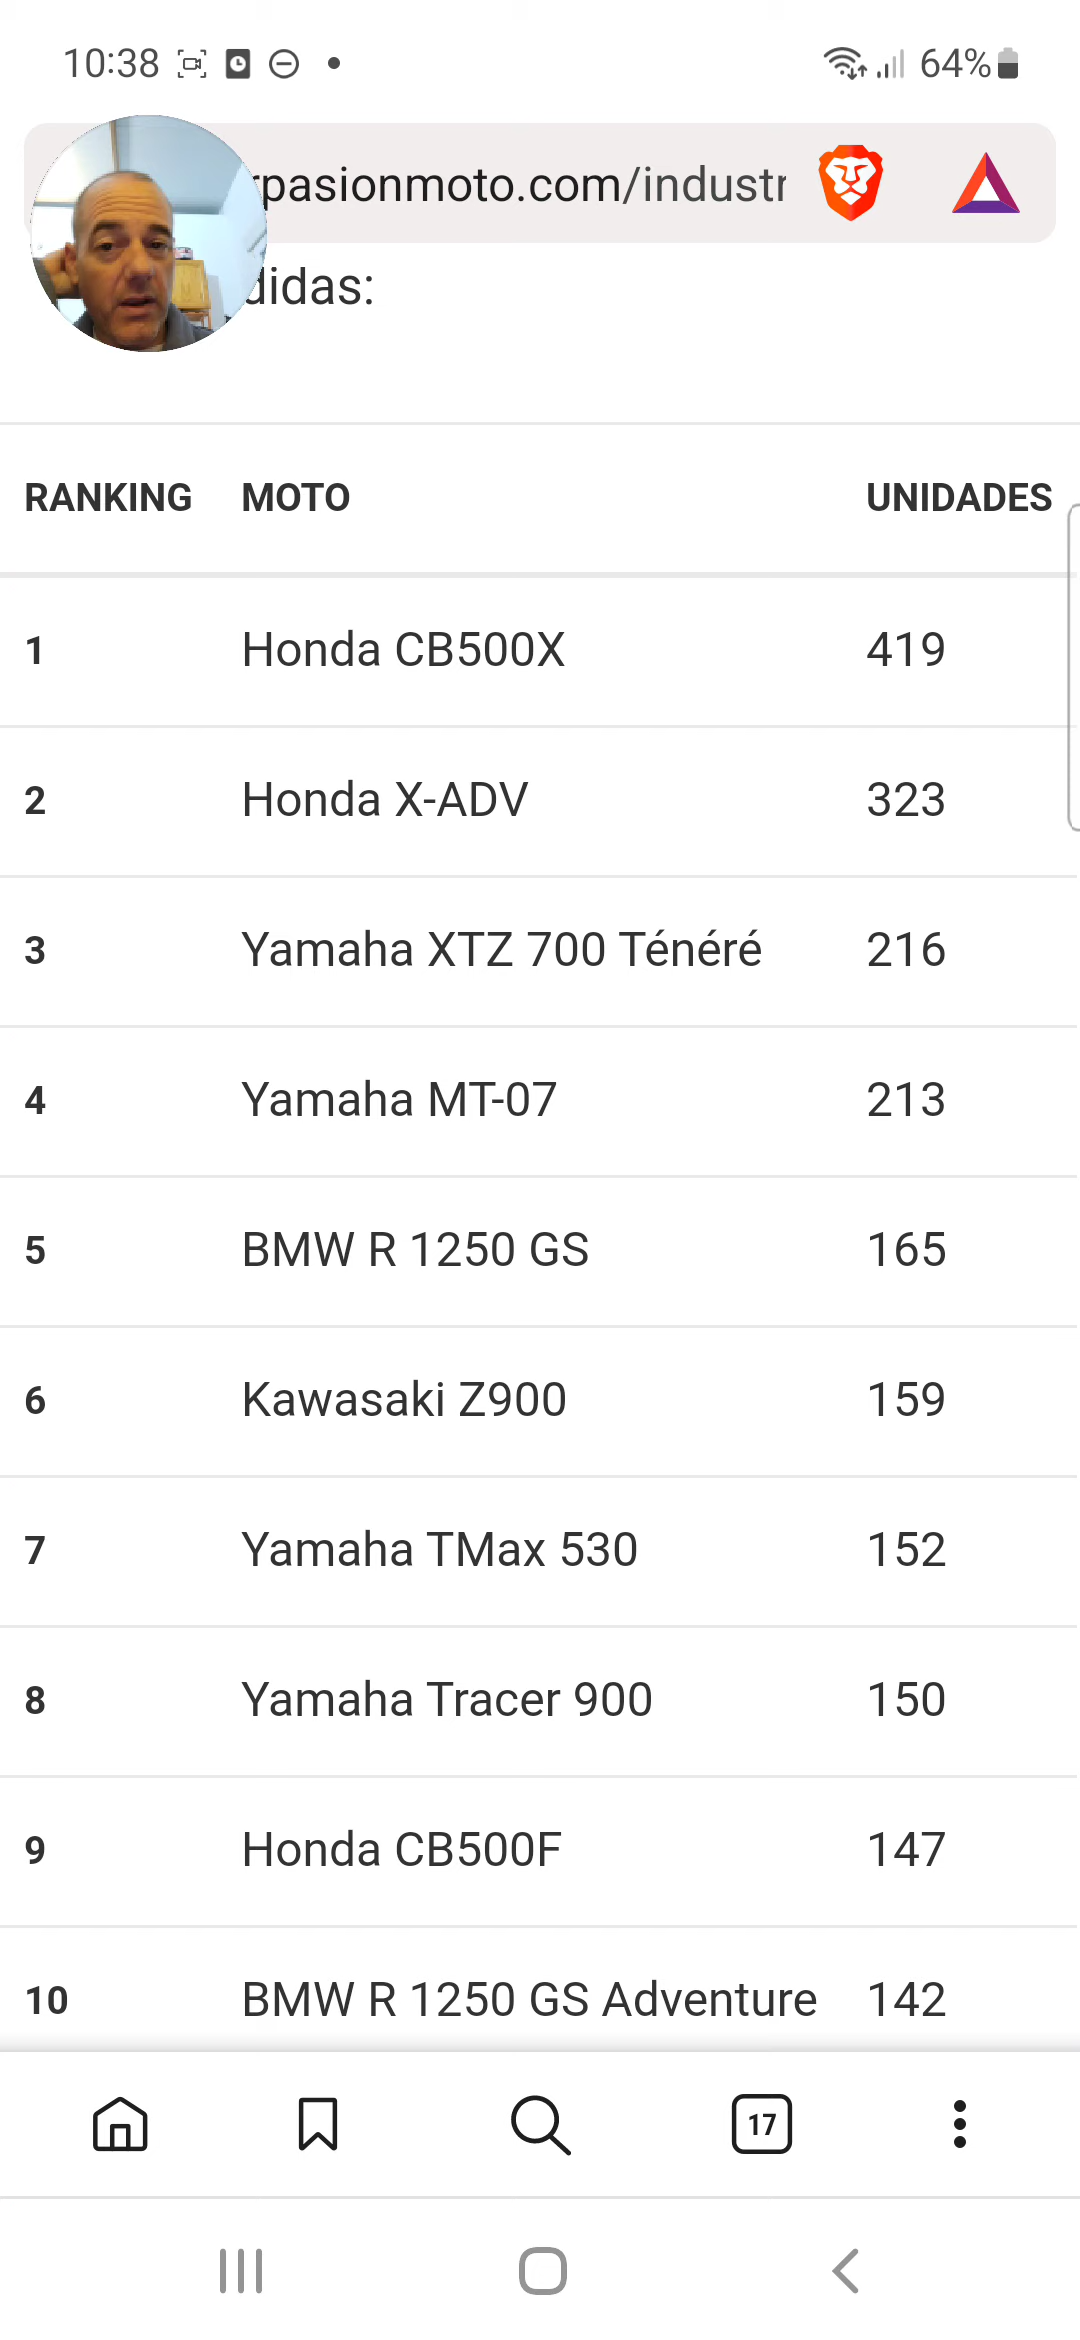 10:38 64%
rpasionmoto.com/industr
didas:
RANKING MOTO UNIDADES
1 Honda CB500X 419
2 Honda X-ADV 323
3 Yamaha XTZ 700 Ténéré 216
4 Yamaha MT-07 213
5 BMW R 1250 GS 165
6 Kawasaki Z900 159
7 Yamaha TMax 530 152
8 Yamaha Tracer 900 150
9 Honda CB500F 147
10 BMW R 1250 GS Adventure 142
17